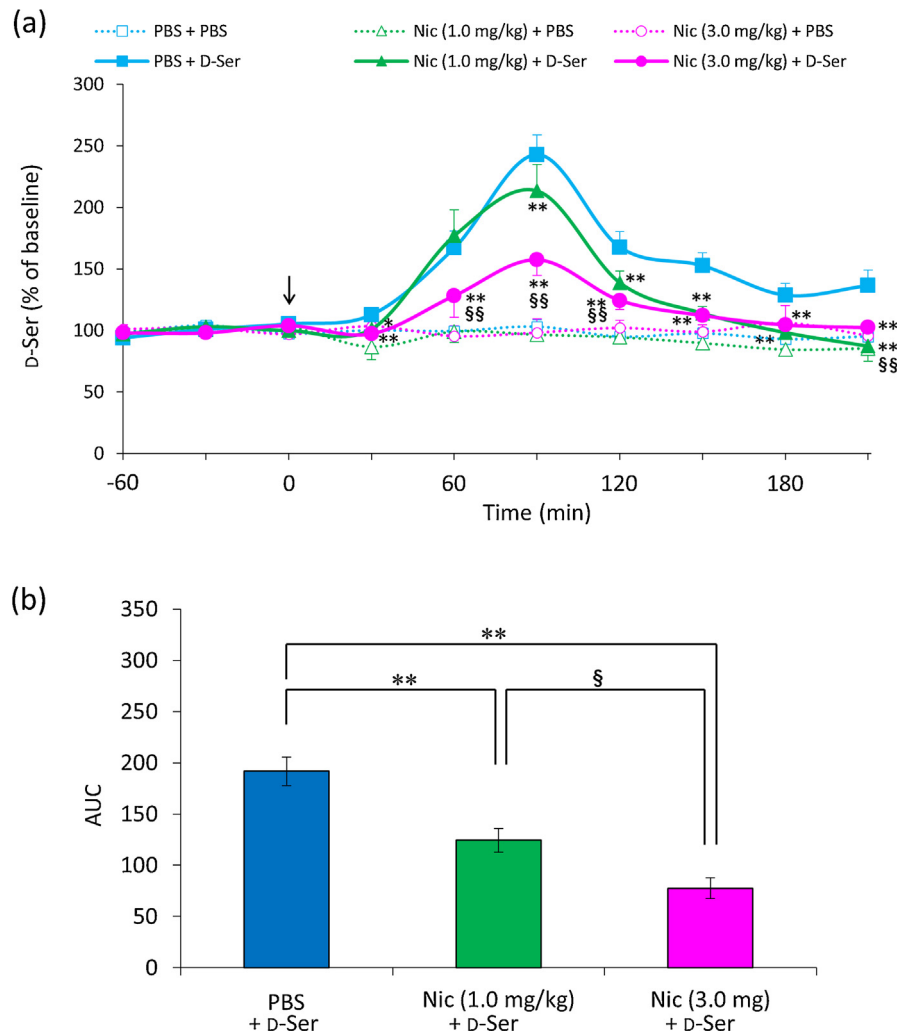 (a)
PBS + PBS
Nic (1.0 mg/kg) + PBS
Nic (3.0 mg/kg) + PBS
PBS + D-Ser
Nic (1.0 mg/kg) + D-Ser
Nic (3.0 mg/kg) + D-Ser
D-Ser (% of baseline)
300
250
200
150
100
50
0
**
**
§§
**
§§
**
**
§§
**
**
*
**
**
**
**
**
§§
-60
0
60
120
180
Time (min)
(b)
AUC
350
300
250
200
150
100
50
0
**
**
§
PBS
+ D-Ser
Nic (1.0 mg/kg)
+ D-Ser
Nic (3.0 mg)
+ D-Ser